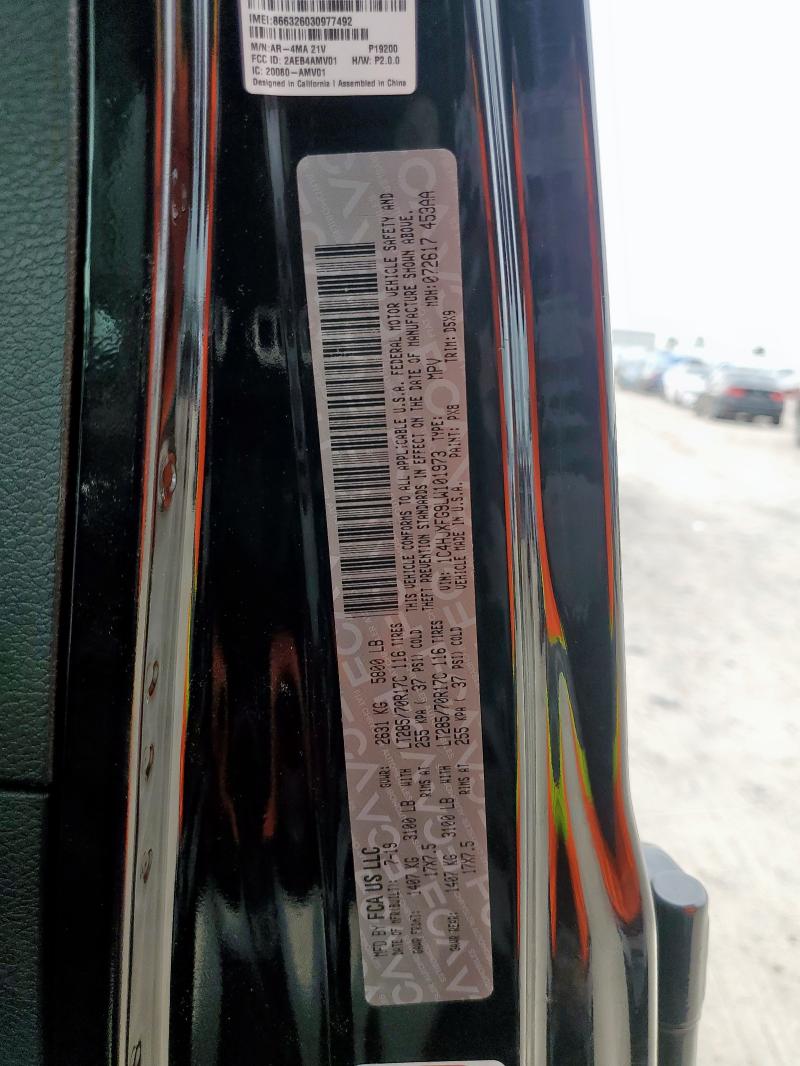 IMEI:866326030977492
M/N:AR-4MA 21V P19200
FCC ID: 2AEB4AMV01 H/W: P2.0.0
IC: 20080-AMV01
Designed in California | Assembled in China
MFD BY FCA US LLC
DATE OF MFR(BUILT): 7-19 GVWR: 2631 KG 5800 LB
GAWR FRONT: 1407 KG 3100 LB WITH LT285/70R17C 116 TIRES
17X7.5 RIMS AT 255 KPA ( 37 PSI) COLD
GAWR REAR: 1407 KG 3100 LB WITH LT285/70R17C 116 TIRES
17X7.5 RIMS AT 255 KPA ( 37 PSI) COLD
THIS VEHICLE CONFORMS TO ALL APPLICABLE U.S.A. FEDERAL MOTOR VEHICLE SAFETY AND
THEFT PREVENTION STANDARDS IN EFFECT ON THE DATE OF MANUFACTURE SHOWN ABOVE.
VIN: 1C4HJXFG9LW101973 TYPE: MPV MDH:072617 453AA
VEHICLE MADE IN U.S.A. PAINT: PX8 TRIM: D5X9